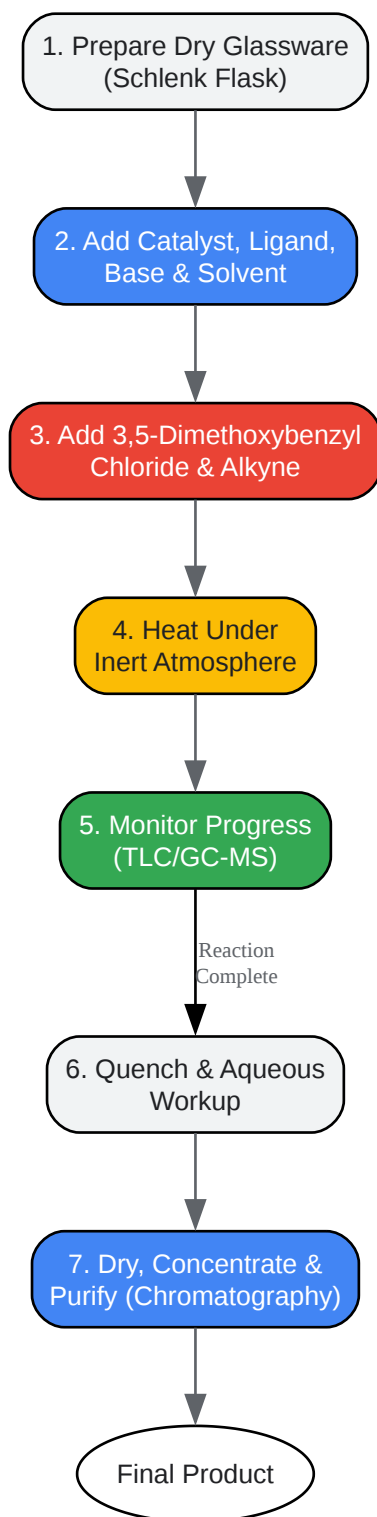 1. Prepare Dry Glassware
(Schlenk Flask)
2. Add Catalyst, Ligand,
Base & Solvent
3. Add 3,5-Dimethoxybenzyl
Chloride & Alkyne
4. Heat Under
Inert Atmosphere
5. Monitor Progress
(TLC/GC-MS)
Reaction
Complete
6. Quench & Aqueous
Workup
7. Dry, Concentrate &
Purify (Chromatography)
Final Product